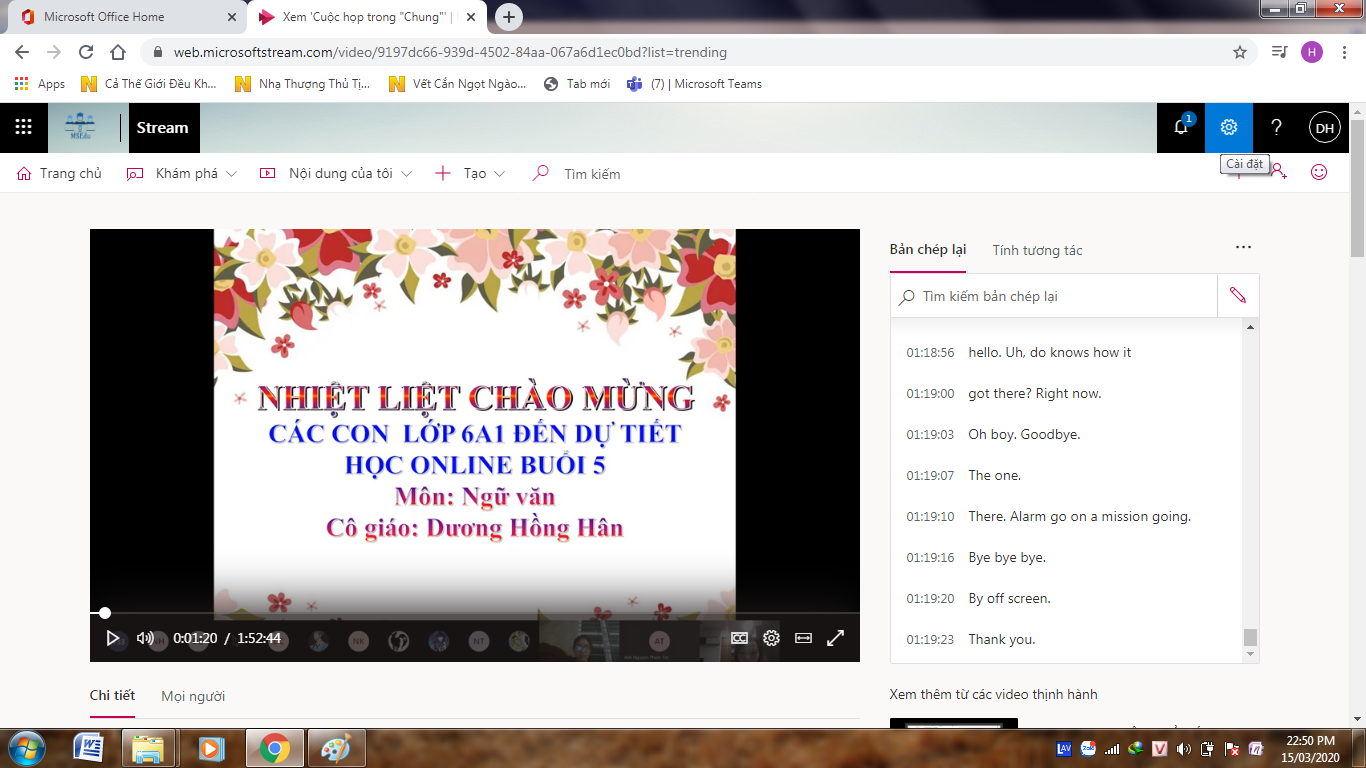 Microsoft Office Home
Xem 'Cuộc họp trong "Chung"' |
web.microsoftstream.com/video/9197dc66-939d-4502-84aa-067a6d1ec0bd?list=trending
H
Apps
Cả Thế Giới Đều Kh...
Nhạ Thượng Thủ Tị...
Vết Cắn Ngọt Ngào...
Tab mới
(7) | Microsoft Teams
MSEdu
Stream
1
?
DH
Cài đặt
Trang chủ
Khám phá
Nội dung của tôi
Tạo
Tìm kiếm
NHIỆT LIỆT CHÀO MỪNG
CÁC CON LỚP 6A1 ĐẾN DỰ TIẾT
HỌC ONLINE BUỔI 5
Môn: Ngữ văn
Cô giáo: Dương Hồng Hân
NH
NK
NT
AT
0:01:20 / 1:52:44
CC
Bản chép lại
Tính tương tác
Tìm kiếm bản chép lại
01:18:56 hello. Uh, do knows how it
01:19:00 got there? Right now.
01:19:03 Oh boy. Goodbye.
01:19:07 The one.
01:19:10 There. Alarm go on a mission going.
01:19:16 Bye bye bye.
01:19:20 By off screen.
01:19:23 Thank you.
Chi tiết
Mọi người
Xem thêm từ các video thịnh hành
LAV
Zalo
V
22:50 PM
15/03/2020